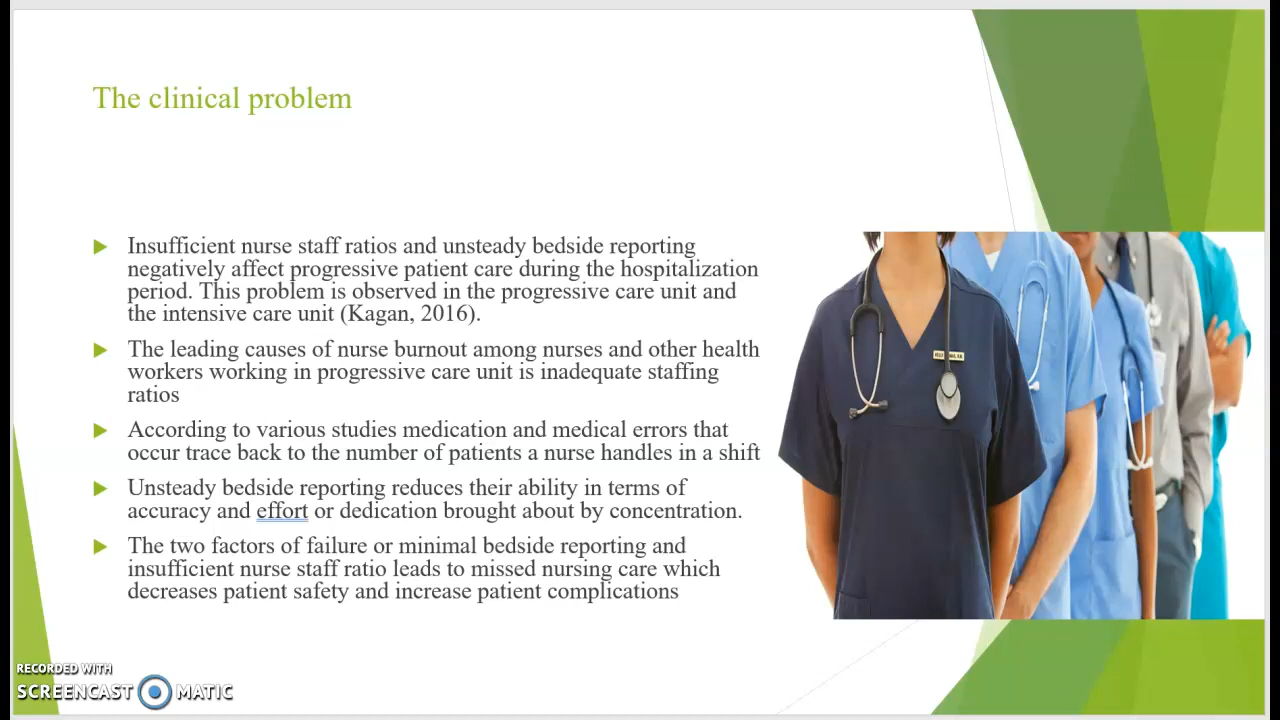 The clinical problem
Insufficient nurse staff ratios and unsteady bedside reporting
negatively affect progressive patient care during the hospitalization
period. This problem is observed in the progressive care unit and
the intensive care unit (Kagan, 2016).
The leading causes of nurse burnout among nurses and other health
workers working in progressive care unit is inadequate staffing
ratios
According to various studies medication and medical errors that
occur trace back to the number of patients a nurse handles in a shift
Unsteady bedside reporting reduces their ability in terms of
accuracy and effort or dedication brought about by concentration.
The two factors of failure or minimal bedside reporting and
insufficient nurse staff ratio leads to missed nursing care which
decreases patient safety and increase patient complications
RECORDED WITH
SCREENCAST MATIC